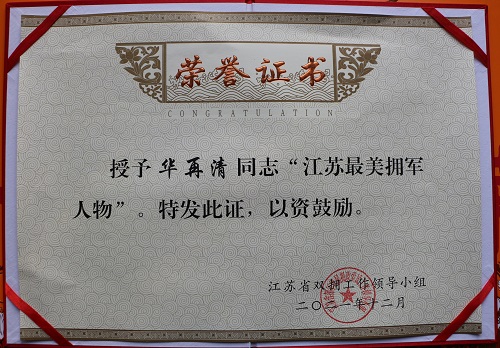 荣誉证书
CONGRATULATION
授予 华再清 同志“江苏最美拥军
人物”。特发此证，以资鼓励。
江苏省双拥工作领导小组
二〇一一年十二月